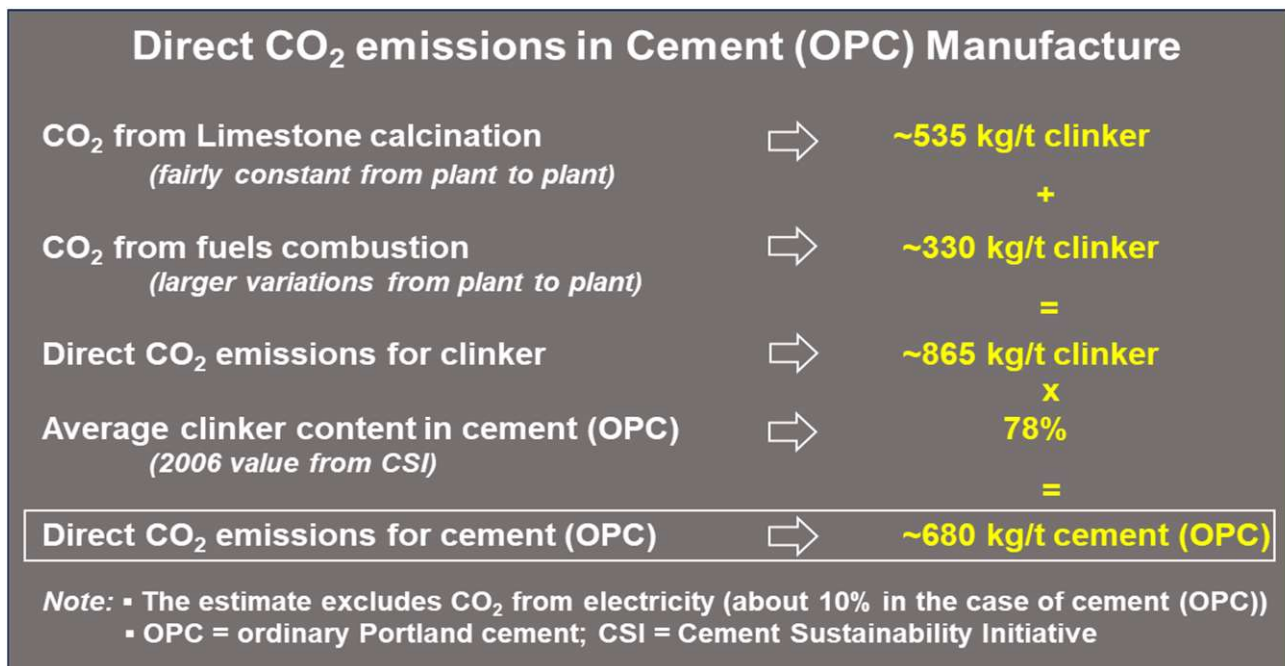 Direct CO₂ emissions in Cement (OPC) Manufacture
CO₂ from Limestone calcination ~535 kg/t clinker
(fairly constant from plant to plant)
+
CO₂ from fuels combustion ~330 kg/t clinker
(larger variations from plant to plant)
=
Direct CO₂ emissions for clinker ~865 kg/t clinker
x
Average clinker content in cement (OPC) 78%
(2006 value from CSI)
=
Direct CO₂ emissions for cement (OPC) ~680 kg/t cement (OPC)
Note: ▪ The estimate excludes CO₂ from electricity (about 10% in the case of cement (OPC))
▪ OPC = ordinary Portland cement; CSI = Cement Sustainability Initiative